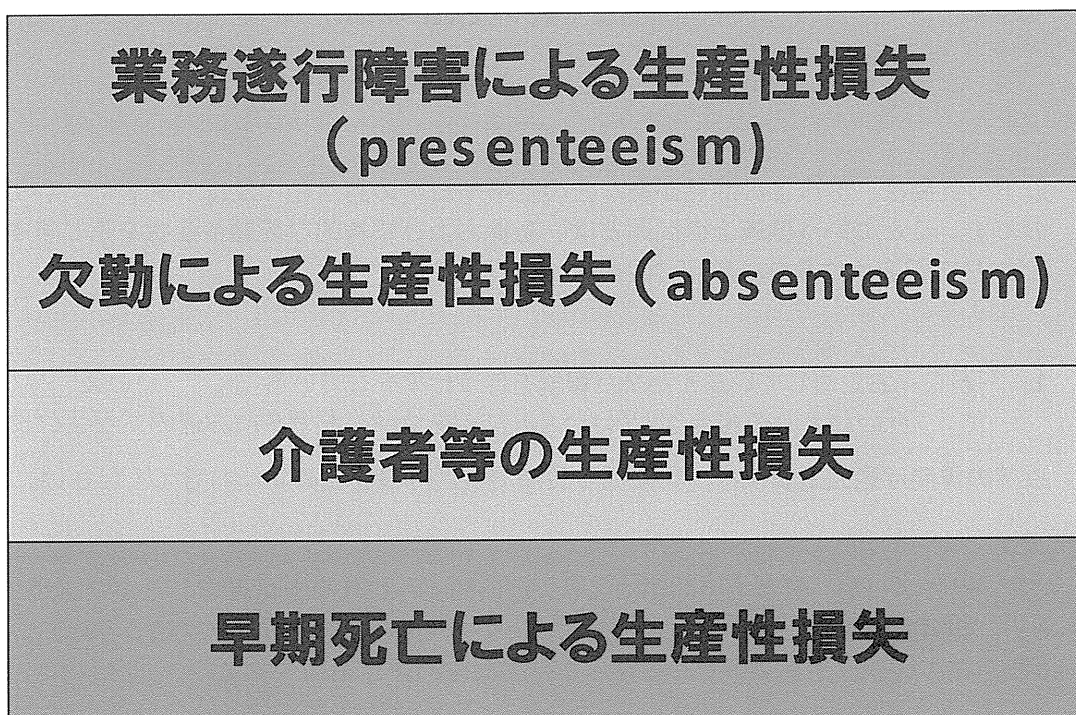 業務遂行障害による生産性損失
（presenteeism)
欠勤による生産性損失（absenteeism)
介護者等の生産性損失
早期死亡による生産性損失